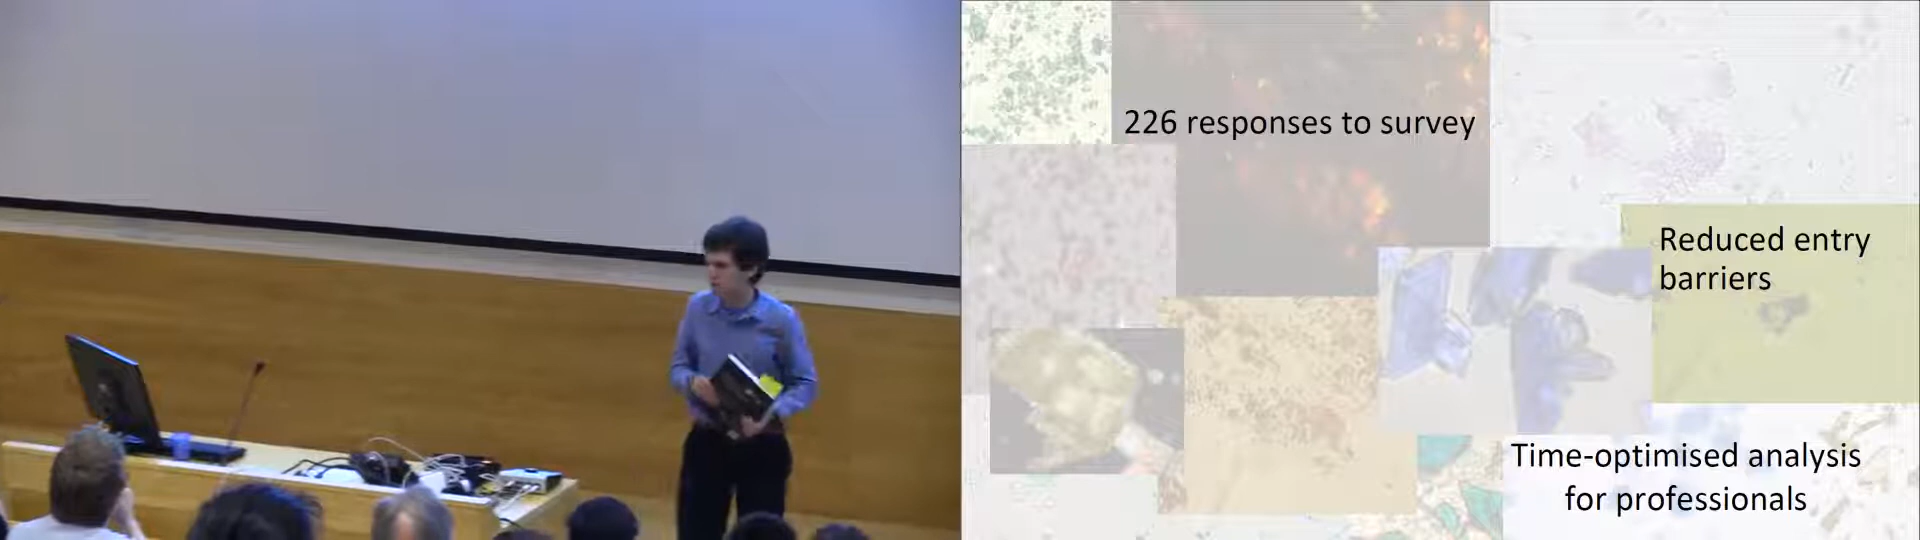 226 responses to survey
Reduced entry
barriers
Time-optimised analysis
for professionals